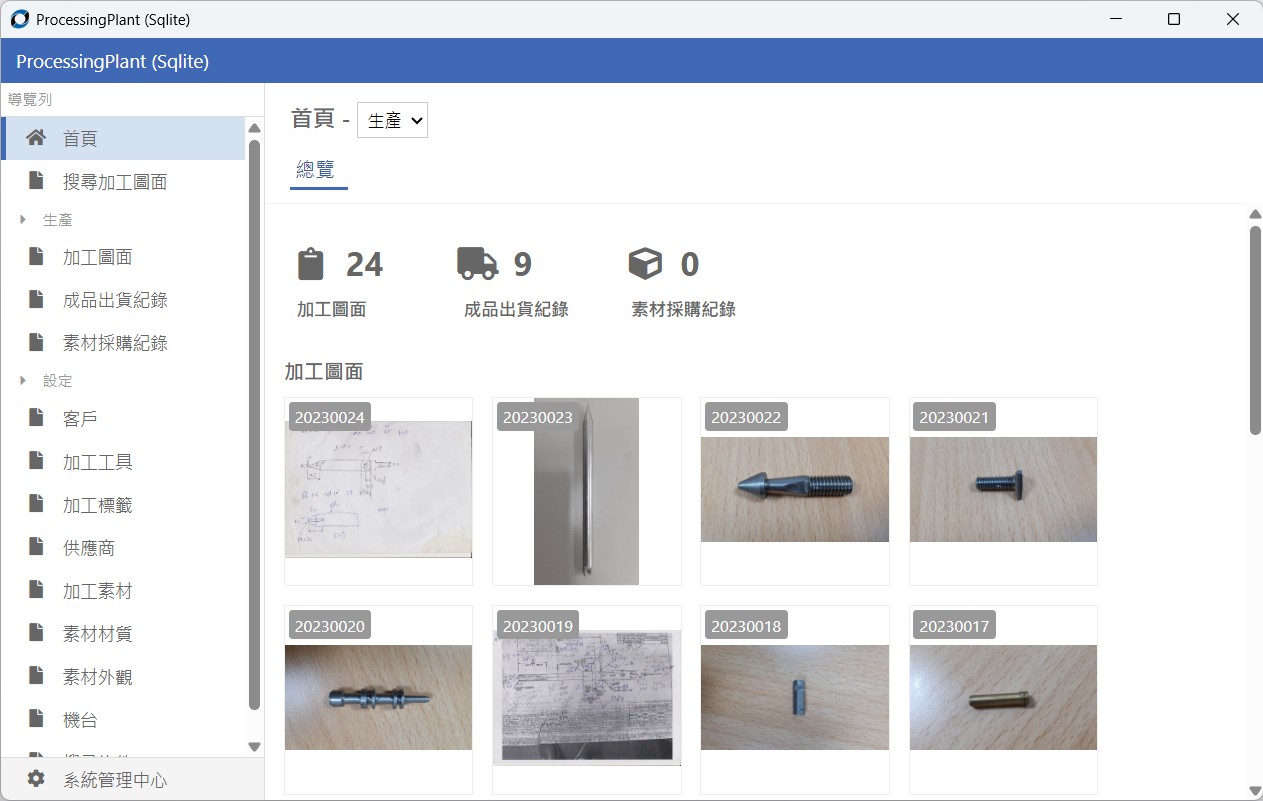 ProcessingPlant (Sqlite)
ProcessingPlant (Sqlite)
導覽列
首頁
搜尋加工圖面
生產
加工圖面
成品出貨紀錄
素材採購紀錄
設定
客戶
加工工具
加工標籤
供應商
加工素材
素材材質
素材外觀
機台
系統管理中心
首頁 - 生產
總覽
24 9 0
加工圖面 成品出貨紀錄 素材採購紀錄
加工圖面
20230024 20230023 20230022 20230021
20230020 20230019 20230018 20230017